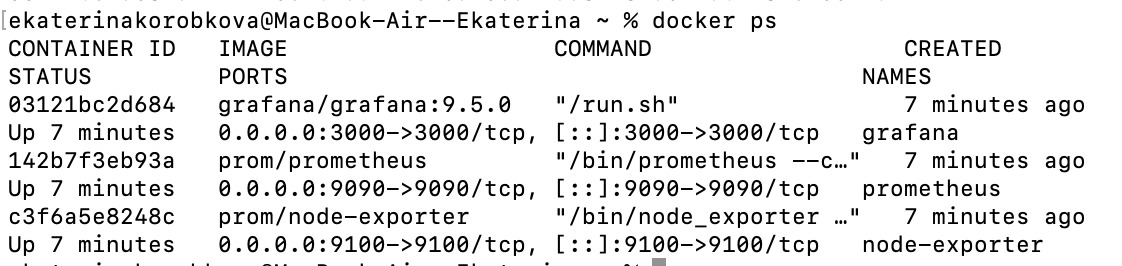 [ekaterinakorobkova@MacBook-Air--Ekaterina ~ % docker ps
CONTAINER ID   IMAGE                COMMAND                  CREATED
STATUS         PORTS                                         NAMES
03121bc2d684   grafana/grafana:9.5.0   "/run.sh"                7 minutes ago
Up 7 minutes   0.0.0.0:3000->3000/tcp, [::]:3000->3000/tcp   grafana
142b7f3eb93a   prom/prometheus         "/bin/prometheus --c…"   7 minutes ago
Up 7 minutes   0.0.0.0:9090->9090/tcp, [::]:9090->9090/tcp   prometheus
c3f6a5e8248c   prom/node-exporter      "/bin/node_exporter …"   7 minutes ago
Up 7 minutes   0.0.0.0:9100->9100/tcp, [::]:9100->9100/tcp   node-exporter